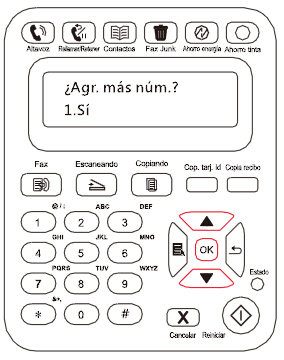 Altavoz Rellamar/Retener Contactos Fax Junk Ahorro energía Ahorro tinta
¿Agr. más núm.?
1.Sí
Fax Escaneando Copiando Cop. tarj. Id Copia recibo
@/: ABC DEF
1 2 3
GHI JKL MNO
4 5 6
OK
PQRS TUV WXYZ
7 8 9
Estado
&+,
* 0 #
X
Cancelar Reiniciar